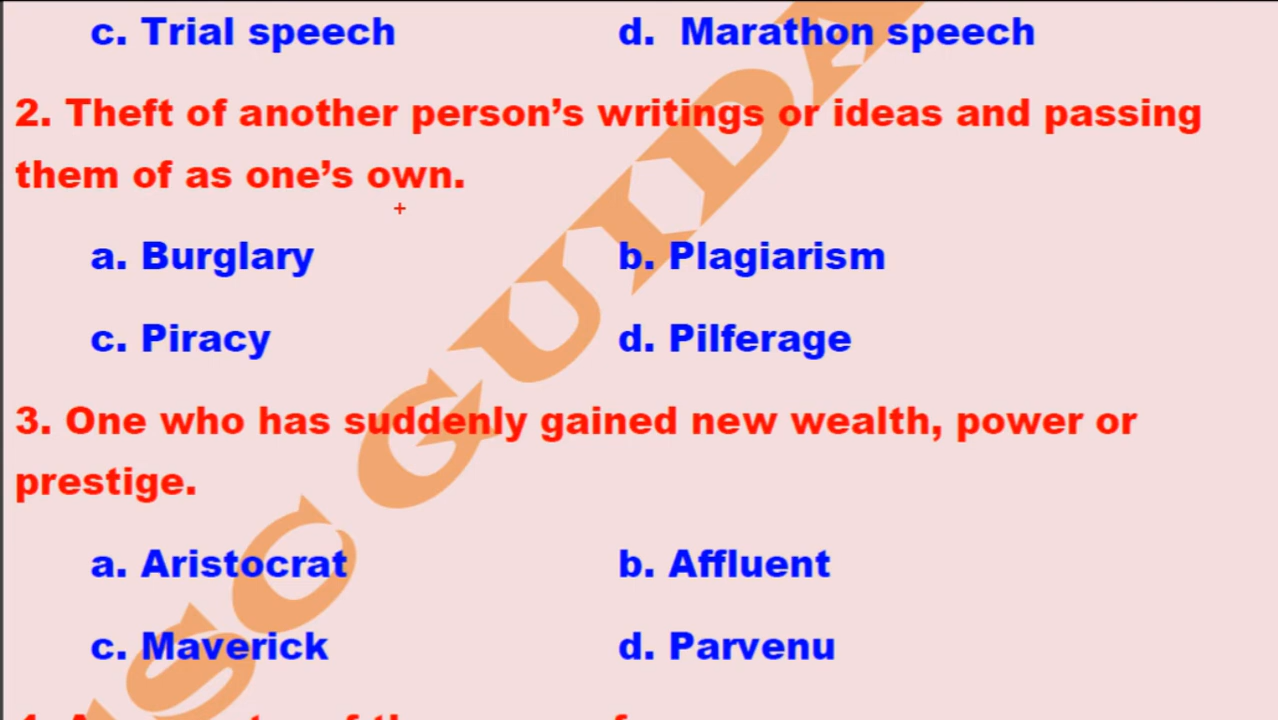 c. Trial speech d. Marathon speech
2. Theft of another person's writings or ideas and passing
them of as one's own.
a. Burglary b. Plagiarism
c. Piracy d. Pilferage
3. One who has suddenly gained new wealth, power or
prestige.
a. Aristocrat b. Affluent
c. Maverick d. Parvenu
SC GUIDA